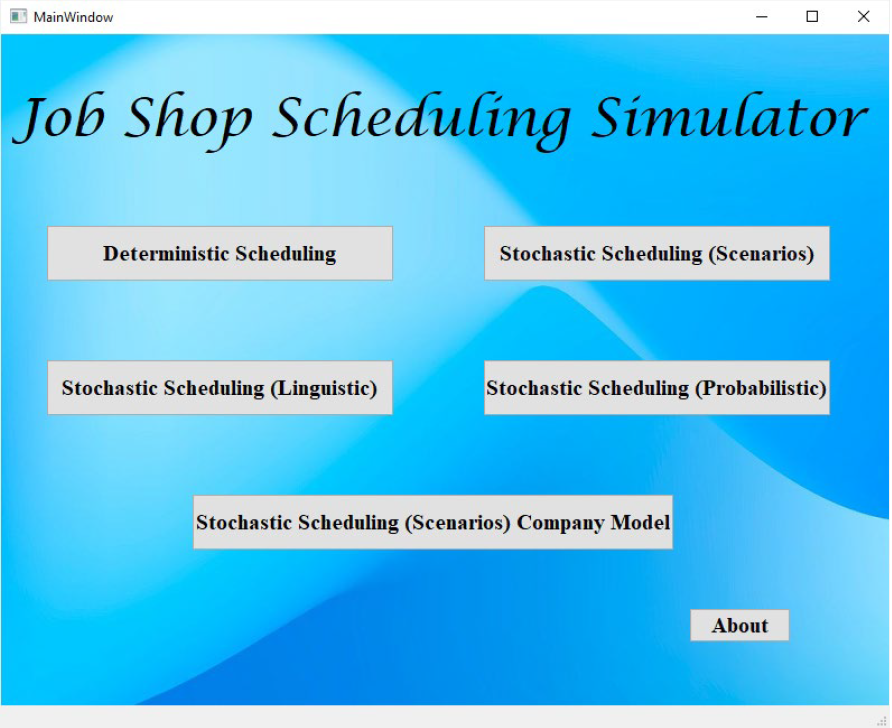 MainWindow
Job Shop Scheduling Simulator
Deterministic Scheduling
Stochastic Scheduling (Scenarios)
Stochastic Scheduling (Linguistic)
Stochastic Scheduling (Probabilistic)
Stochastic Scheduling (Scenarios) Company Model
About